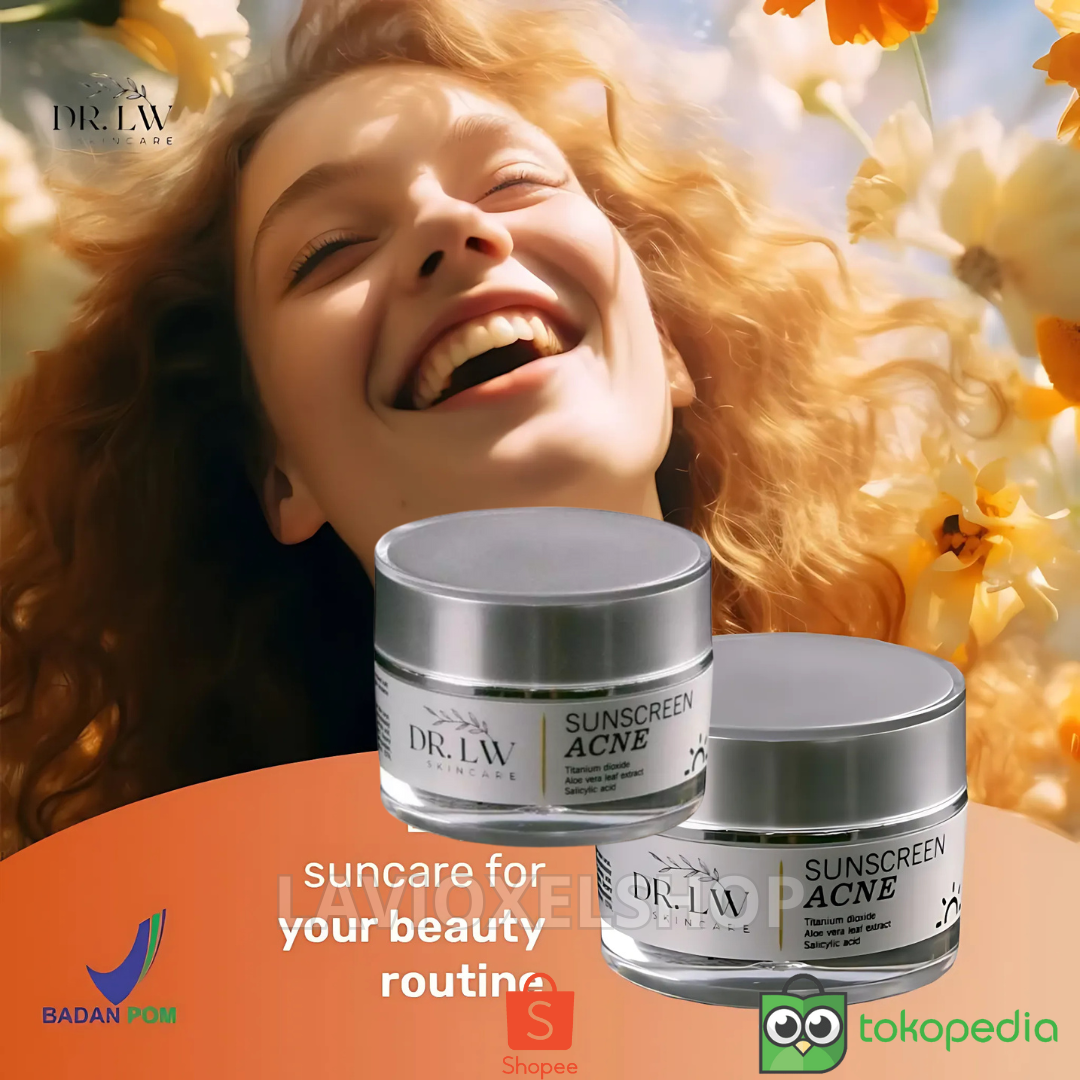 DR. LW
SKINCARE
DR. LW
SKINCARE
SUNSCREEN
ACNE
Titanium dioxide
Aloe vera leaf extract
Salicylic acid
DR. LW
SKINCARE
SUNSCREEN
ACNE
Titanium dioxide
Aloe vera leaf extract
Salicylic acid
suncare for
your beauty
routine
LAVIOXELSHOP
BADAN POM
S
Shopee
tokopedia